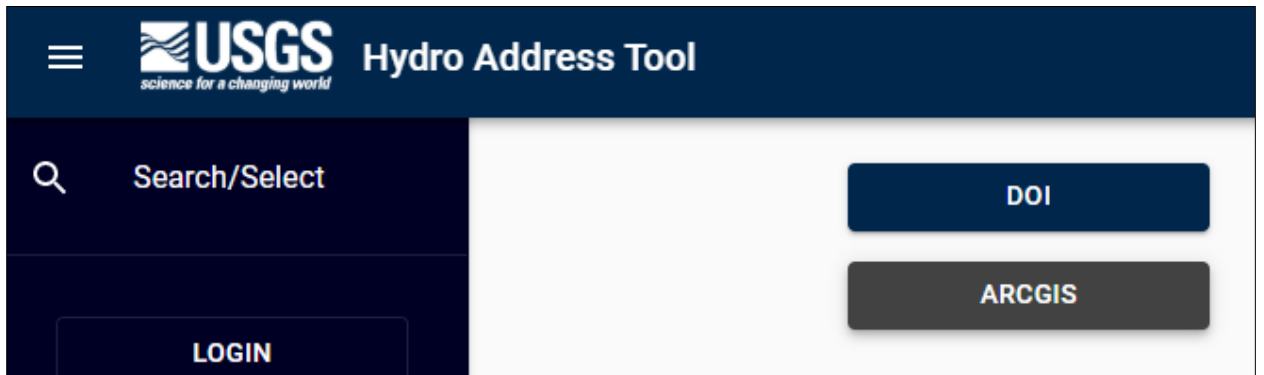 USGS
science for a changing world
Hydro Address Tool
Search/Select
DOI
ARCGIS
LOGIN